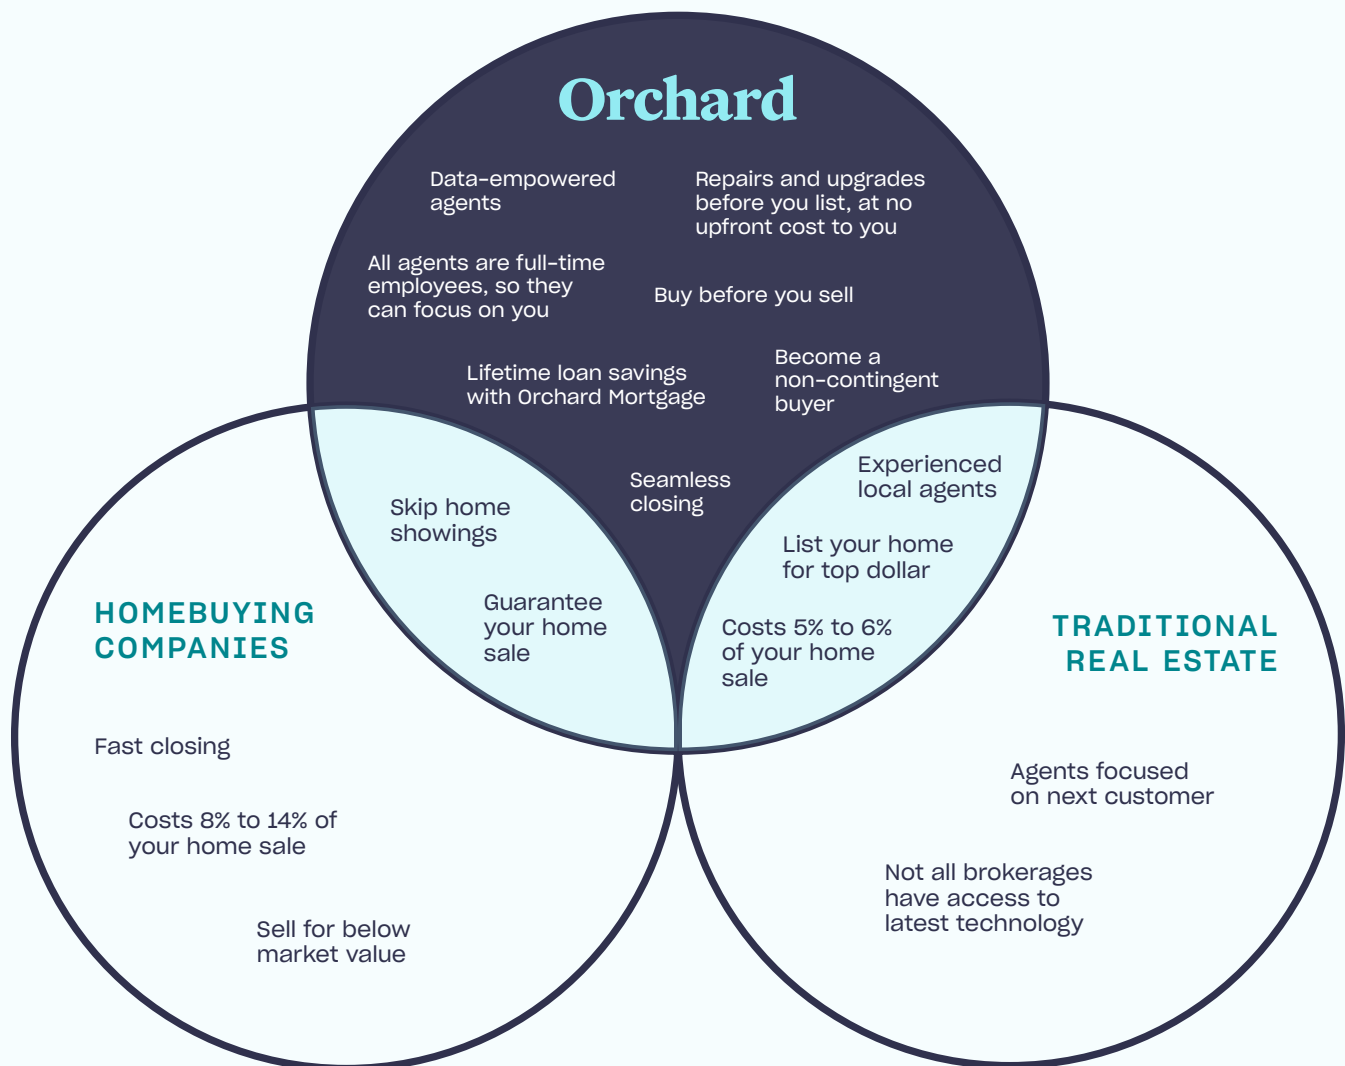 Orchard
Data-empowered
agents
Repairs and upgrades
before you list, at no
upfront cost to you
All agents are full-time
employees, so they
can focus on you
Buy before you sell
Lifetime loan savings
with Orchard Mortgage
Become a
non-contingent
buyer
Seamless
closing
Skip home
showings
Guarantee
your home
sale
Experienced
local agents
List your home
for top dollar
Costs 5% to 6%
of your home
sale
HOMEBUYING
COMPANIES
Fast closing
Costs 8% to 14% of
your home sale
Sell for below
market value
TRADITIONAL
REAL ESTATE
Agents focused
on next customer
Not all brokerages
have access to
latest technology